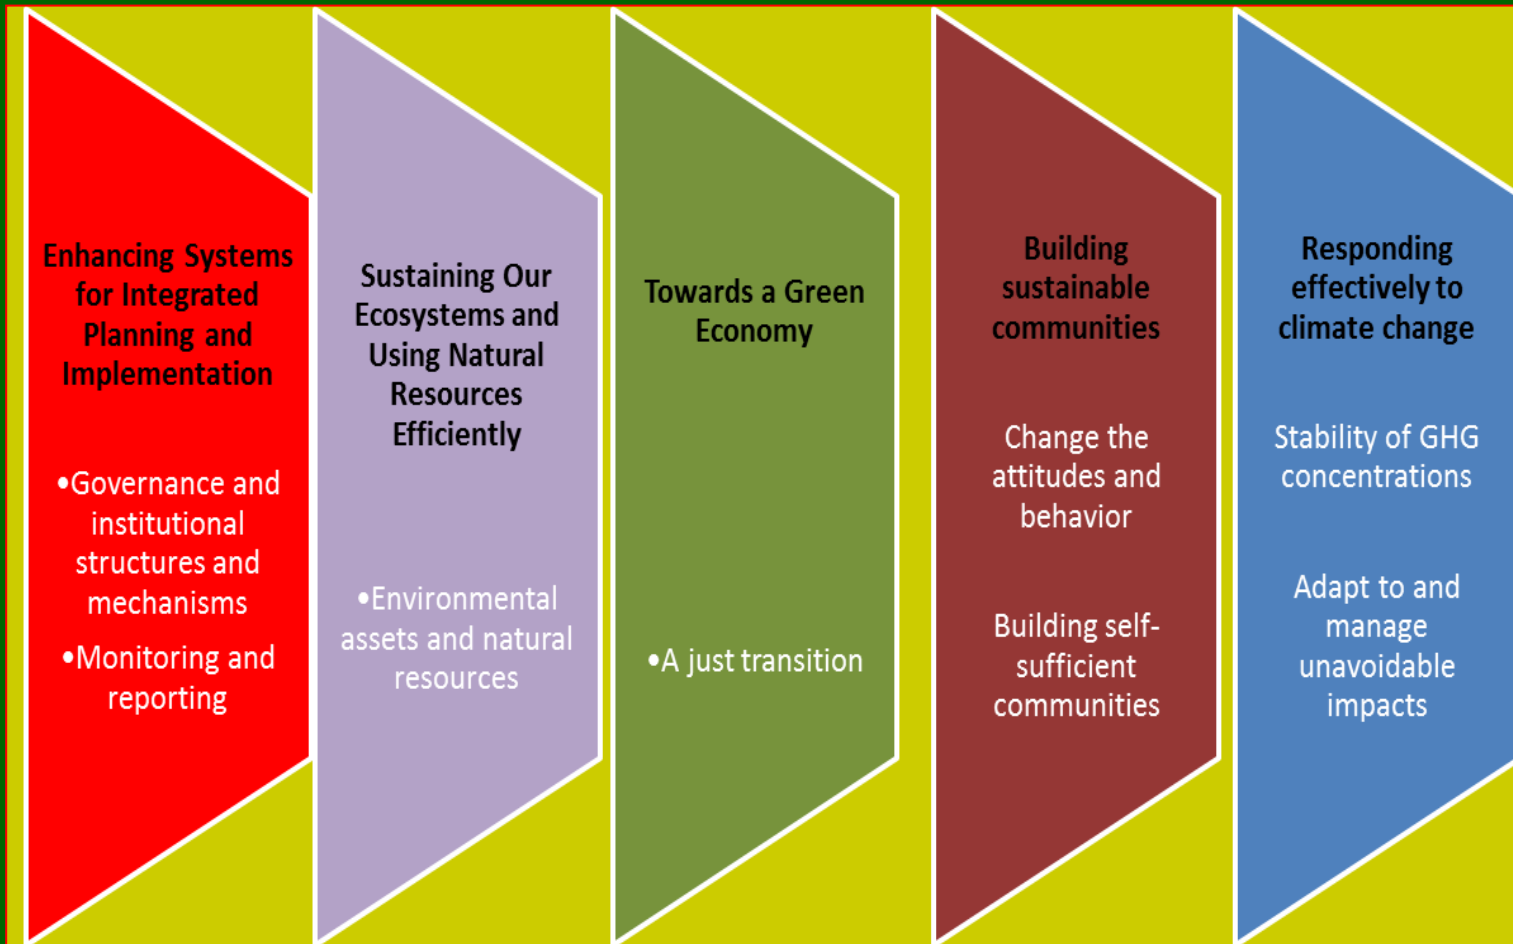 Enhancing Systems
for Integrated
Planning and
Implementation
•Governance and
institutional
structures and
mechanisms
•Monitoring and
reporting
Sustaining Our
Ecosystems and
Using Natural
Resources
Efficiently
•Environmental
assets and natural
resources
Towards a Green
Economy
•A just transition
Building
sustainable
communities
Change the
attitudes and
behavior
Building self-
sufficient
communities
Responding
effectively to
climate change
Stability of GHG
concentrations
Adapt to and
manage
unavoidable
impacts